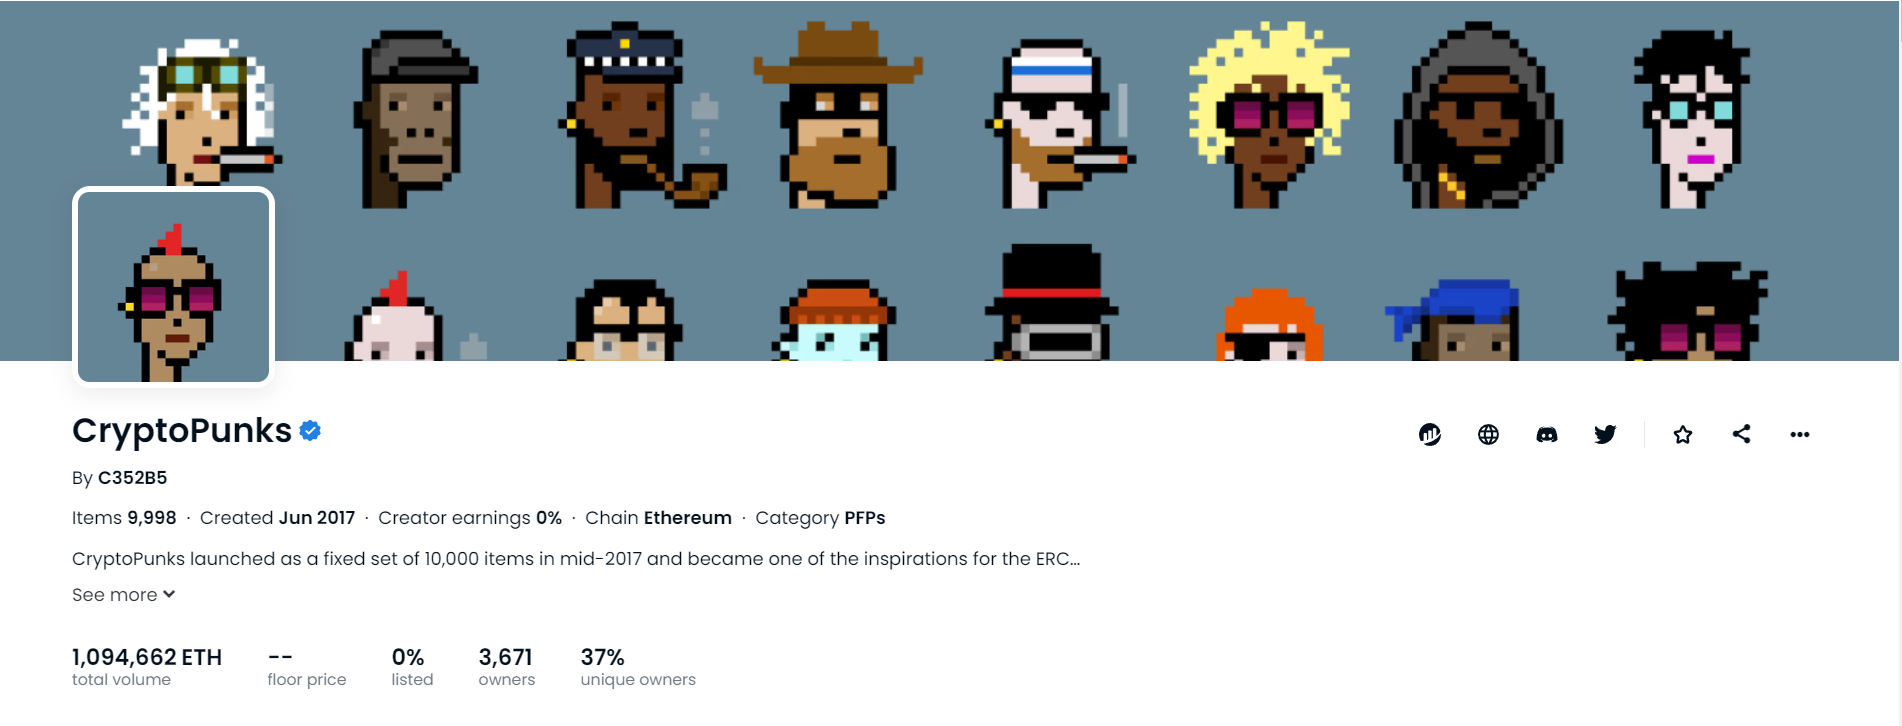 CryptoPunks
By C352B5
Items 9,998 · Created Jun 2017 · Creator earnings 0% · Chain Ethereum · Category PFPs
CryptoPunks launched as a fixed set of 10,000 items in mid-2017 and became one of the inspirations for the ERC...
See more
1,094,662 ETH -- 0% 3,671 37%
total volume floor price listed owners unique owners